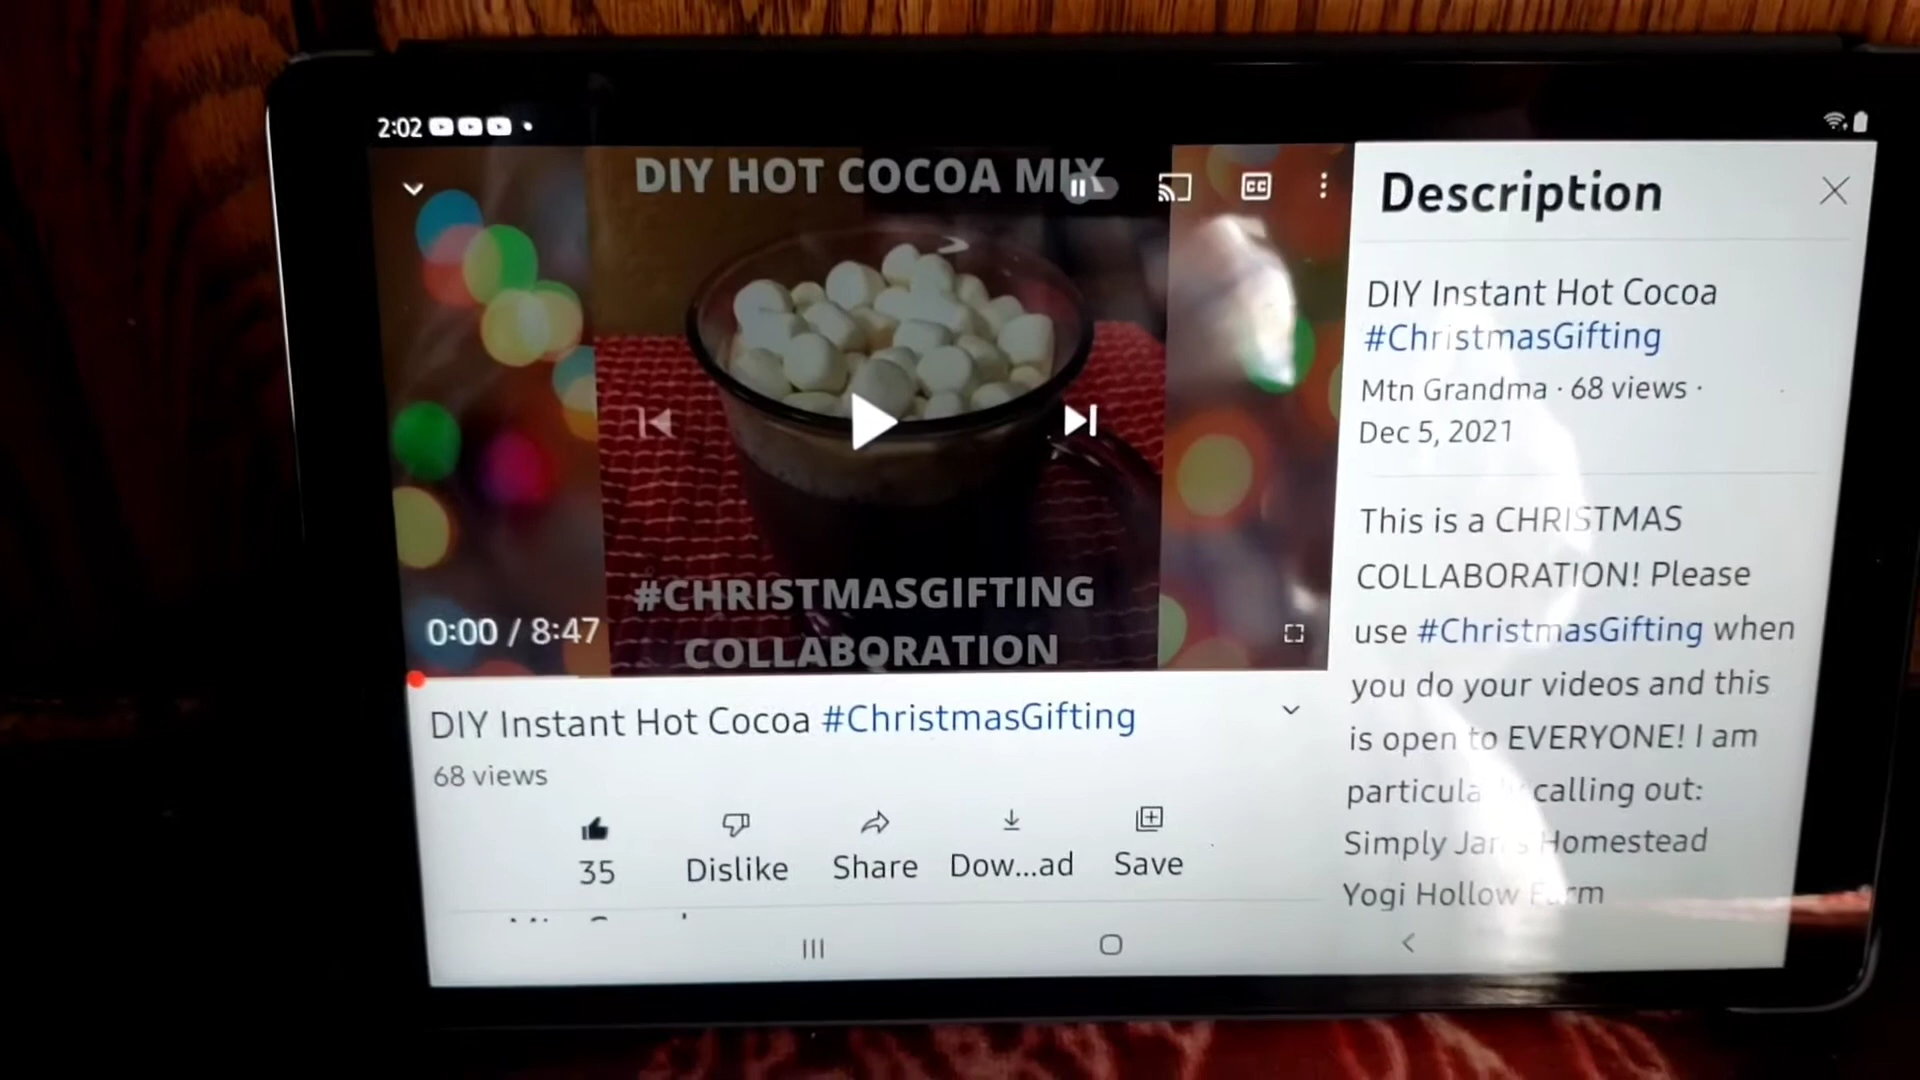 2:02
DIY HOT COCOA MIX
CC
#CHRISTMASGIFTING
COLLABORATION
0:00 / 8:47
DIY Instant Hot Cocoa #ChristmasGifting
68 views
35
Dislike
Share
Dow...ad
Save
Description
DIY Instant Hot Cocoa
#ChristmasGifting
Mtn Grandma · 68 views ·
Dec 5, 2021
This is a CHRISTMAS
COLLABORATION! Please
use #ChristmasGifting when
you do your videos and this
is open to EVERYONE! I am
calling out:
Simply Homestead
Yogi Hollow Farm